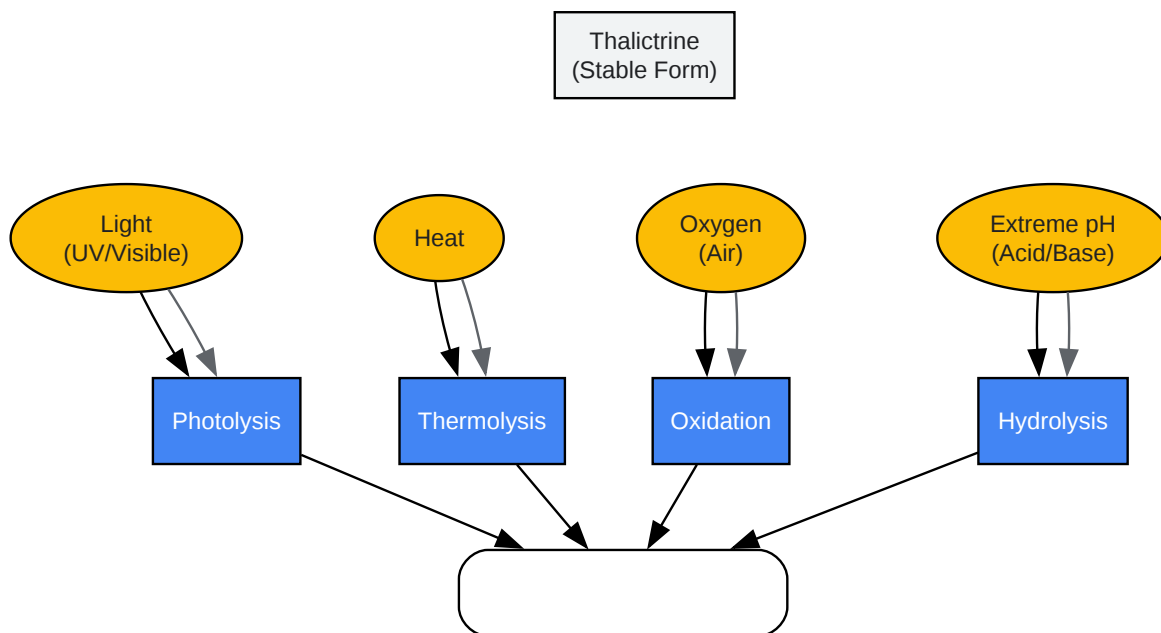 Thalictrine
(Stable Form)
Light
(UV/Visible)
Heat
Oxygen
(Air)
Extreme pH
(Acid/Base)
Photolysis
Thermolysis
Oxidation
Hydrolysis